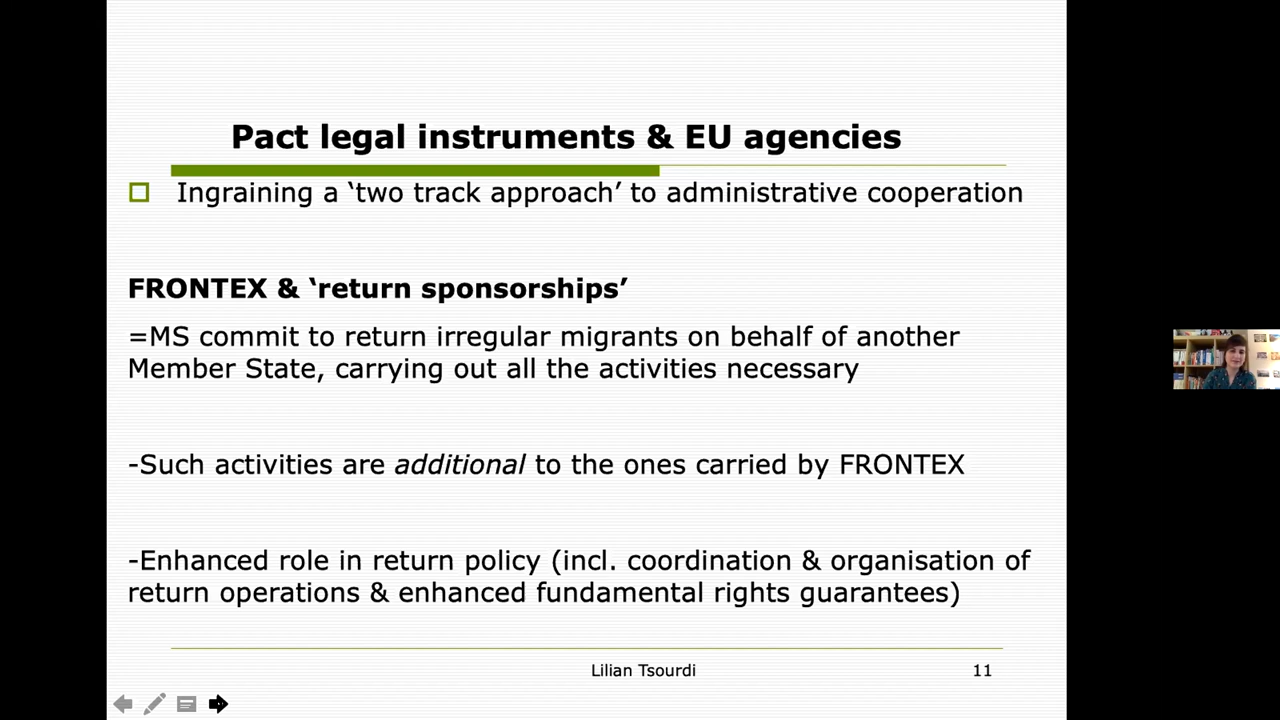 Pact legal instruments & EU agencies
Ingraining a ‘two track approach’ to administrative cooperation
FRONTEX & ‘return sponsorships’
=MS commit to return irregular migrants on behalf of another
Member State, carrying out all the activities necessary
-Such activities are additional to the ones carried by FRONTEX
-Enhanced role in return policy (incl. coordination & organisation of
return operations & enhanced fundamental rights guarantees)
Lilian Tsourdi
11